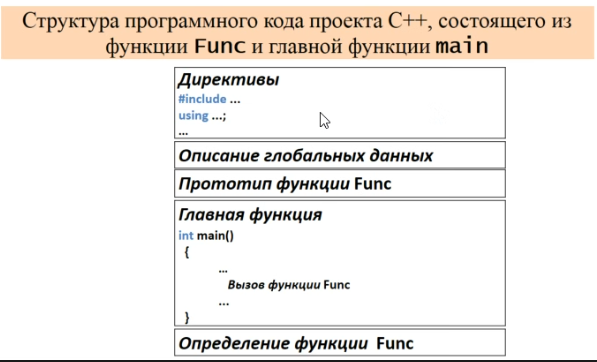 Структура программного кода проекта C++, состоящего из
функции Func и главной функции main
Директивы
#include ...
using ...;
...
Описание глобальных данных
Прототип функции Func
Главная функция
int main()
{
...
Вызов функции Func
...
}
Определение функции Func